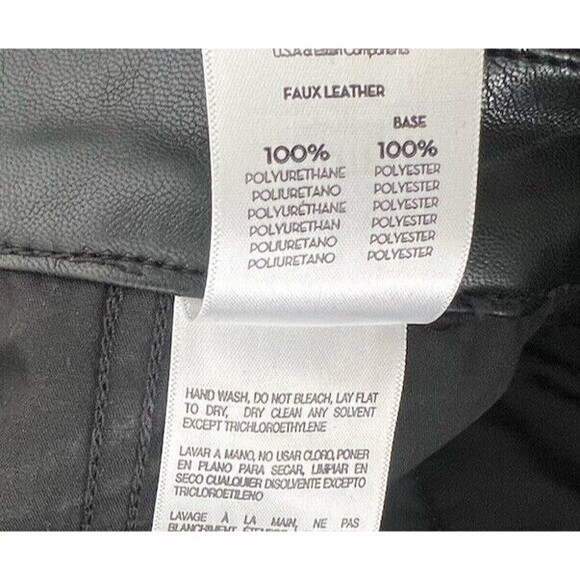 U.S.A & Components
FAUX LEATHER
BASE
100% 100%
POLYURETHANE POLYESTER
POLIURETANO POLYESTER
POLYURÉTHANE POLYESTER
POLYURETHAN POLYESTER
POLIURETANO POLYESTER
POLIURETANO POLYESTER
HAND WASH, DO NOT BLEACH, LAY FLAT
TO DRY, DRY CLEAN ANY SOLVENT
EXCEPT TRICHLOROETHYLENE
LAVAR A MANO, NO USAR CLORO, PONER
EN PLANO PARA SECAR, LIMPIAR EN
SECO CUALQUIER DISOLVENTE EXCEPTO
TRICLOROETILENO
LAVAGE À LA MAIN, NE PAS
BLANCHIMENT